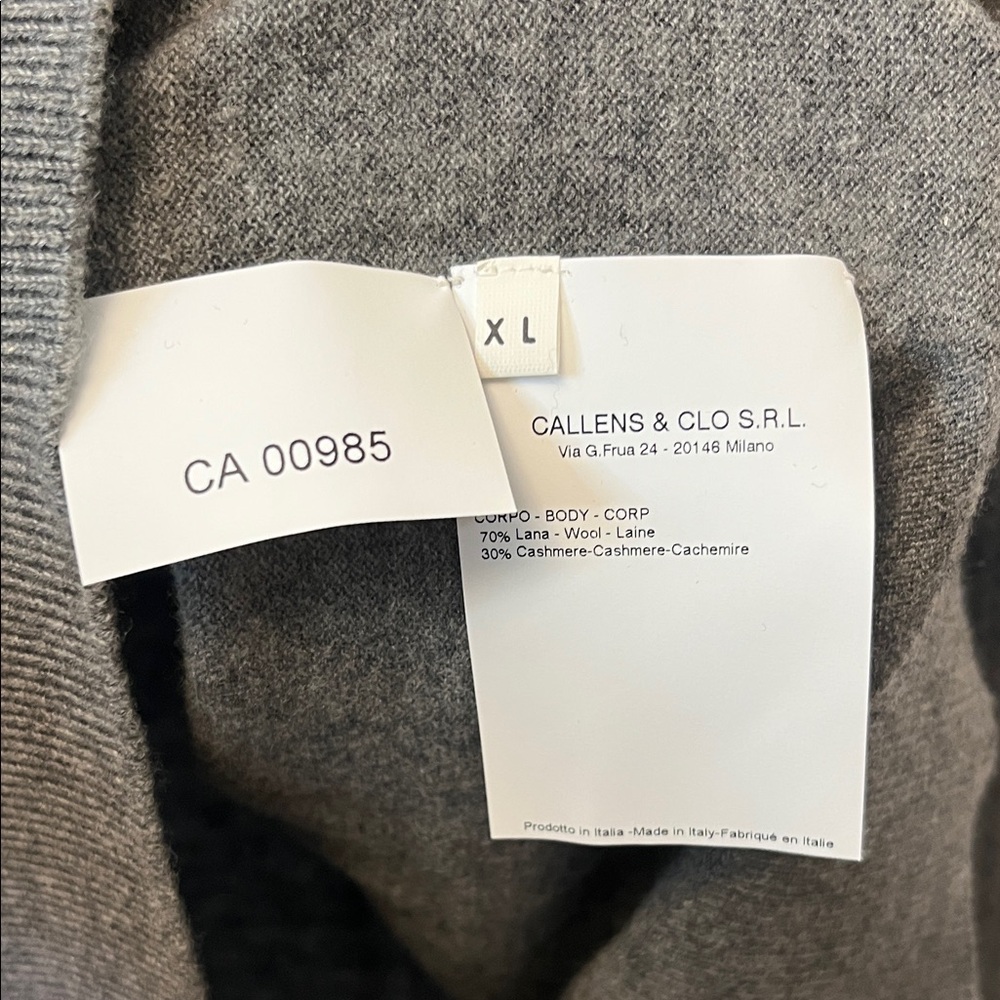 CA 00985
XL
CALLENS & CLO S.R.L.
Via G.Frua 24 - 20146 Milano
CORPO - BODY - CORP
70% Lana - Wool - Laine
30% Cashmere-Cashmere-Cachemire
Prodotto in Italia -Made in Italy-Fabriqué en Italie